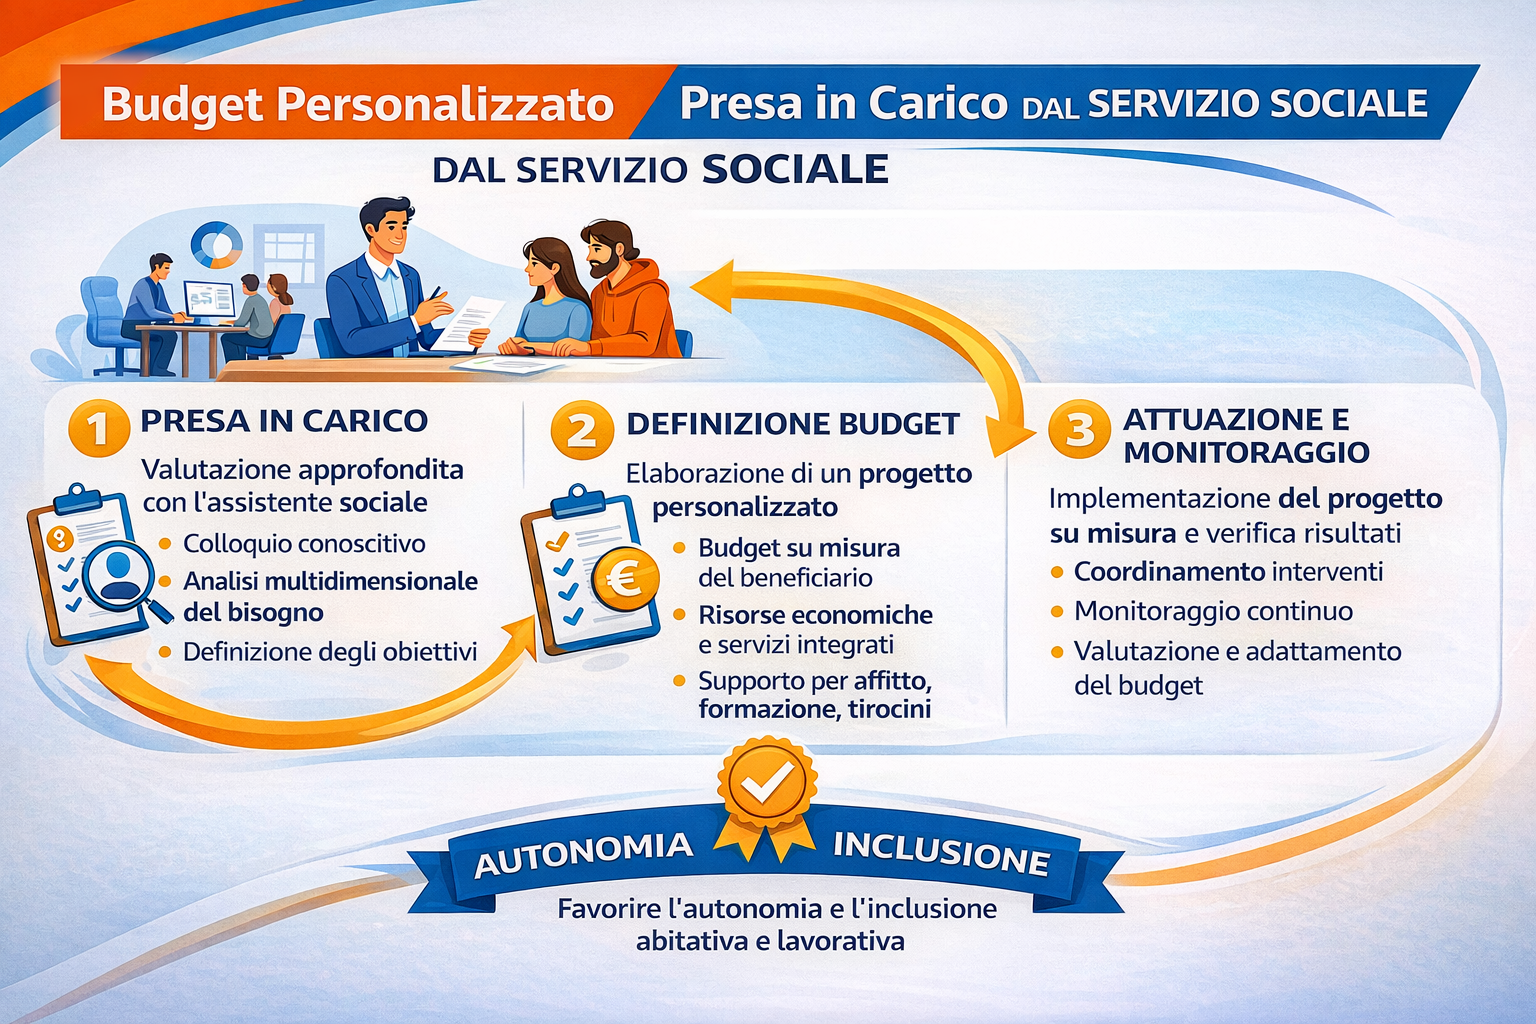 Budget Personalizzato
Presa in Carico DAL SERVIZIO SOCIALE
DAL SERVIZIO SOCIALE
1 PRESA IN CARICO
Valutazione approfondita
con l'assistente sociale
• Colloquio conoscitivo
• Analisi multidimensionale
del bisogno
• Definizione degli obiettivi
2 DEFINIZIONE BUDGET
Elaborazione di un progetto
personalizzato
• Budget su misura
del beneficiario
• Risorse economiche
e servizi integrati
• Supporto per affitto,
formazione, tirocini
€
3 ATTUAZIONE E
MONITORAGGIO
Implementazione del progetto
su misura e verifica risultati
• Coordinamento interventi
• Monitoraggio continuo
• Valutazione e adattamento
del budget
AUTONOMIA INCLUSIONE
Favorire l'autonomia e l'inclusione
abitativa e lavorativa